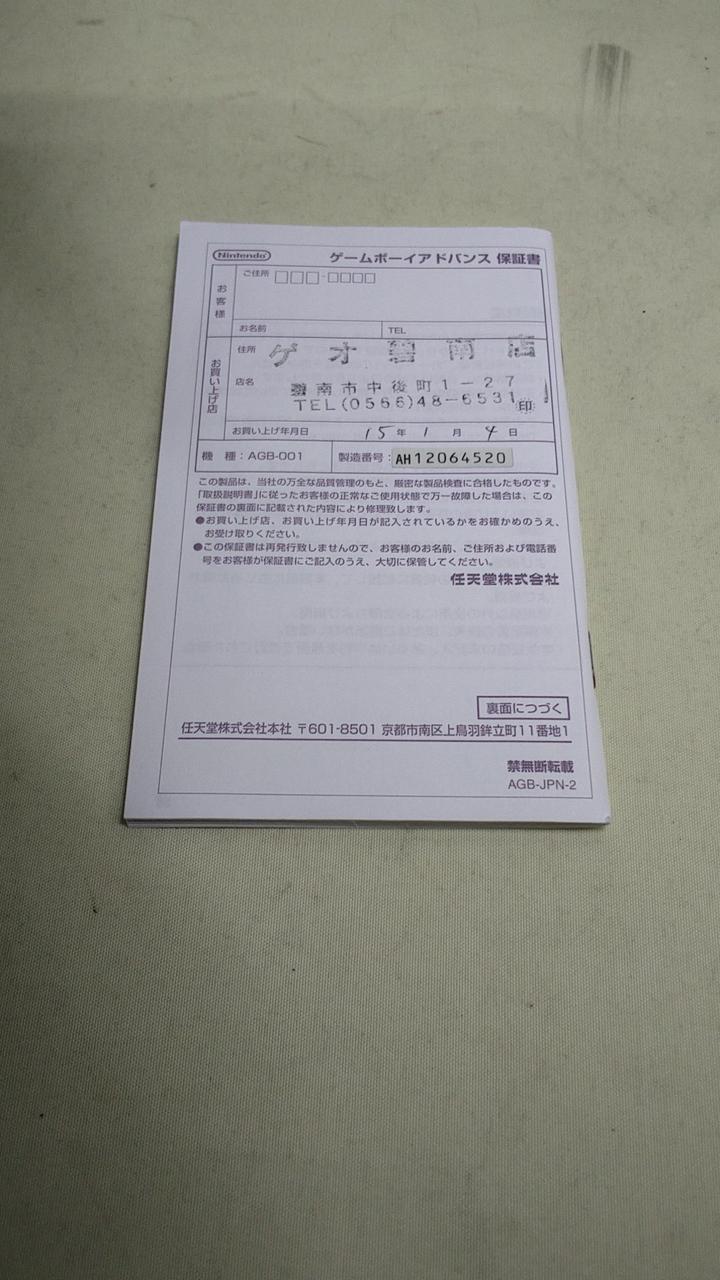 Nintendo ゲームボーイアドバンス 保証書
お客様
ご住所 □□□-□□□□
お名前 TEL
お買い上げ店
住所 ゲオ碧南店
店名 碧南市中後町1-27
TEL(0566)48-6531 印
お買い上げ年月日 15年 1月 4日
機 種：AGB-001 製造番号：AH12064520
この製品は、当社の万全な品質管理のもと、厳密な製品検査に合格したものです。
「取扱説明書」に従ったお客様の正常なご使用状態で万一故障した場合は、この
保証書の裏面に記載された内容により修理致します。
●お買い上げ店、お買い上げ年月日が記入されているかをお確かめのうえ、
お受け取りください。
●この保証書は再発行致しませんので、お客様のお名前、ご住所および電話番
号をお客様が保証書にご記入のうえ、大切に保管してください。
任天堂株式会社
裏面につづく
任天堂株式会社本社 〒601-8501 京都市南区上鳥羽鉾立町11番地1
禁無断転載
AGB-JPN-2